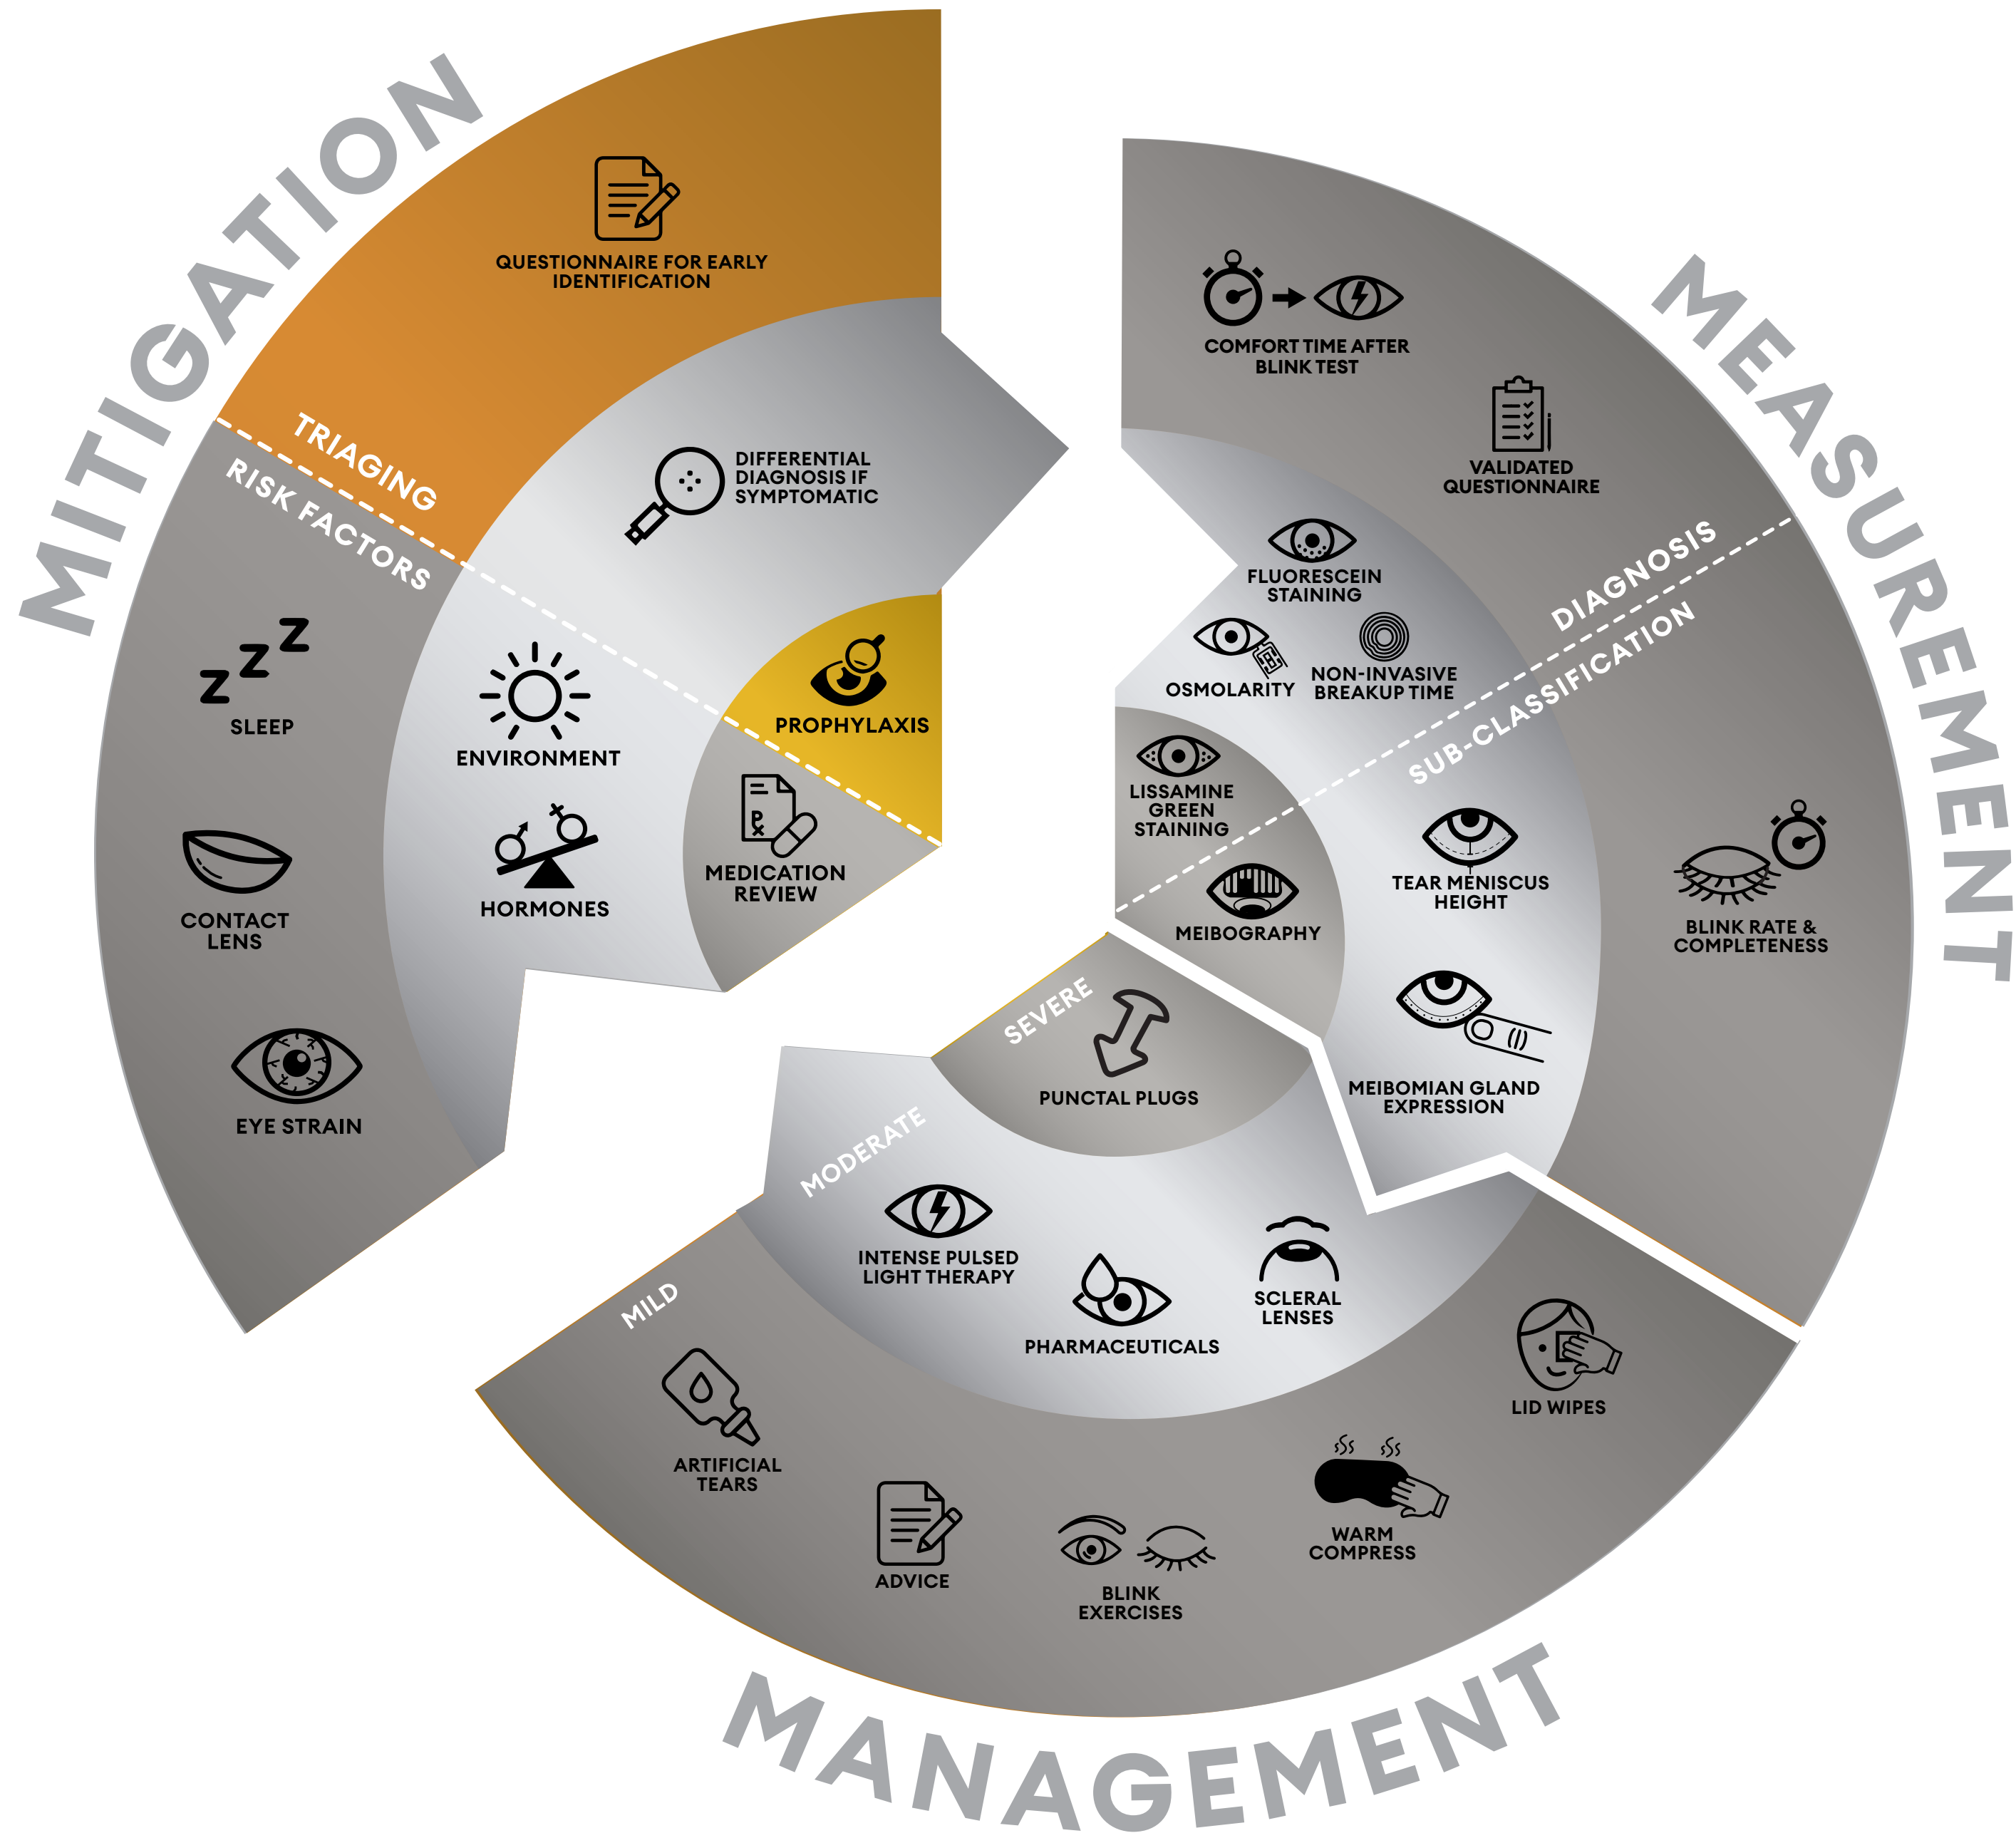 MITIGATION
TRIAGING
QUESTIONNAIRE FOR EARLY
IDENTIFICATION
DIFFERENTIAL
DIAGNOSIS IF
SYMPTOMATIC
PROPHYLAXIS
RISK FACTORS
SLEEP
CONTACT
LENS
EYE STRAIN
ENVIRONMENT
HORMONES
Rx
MEDICATION
REVIEW
MEASUREMENT
DIAGNOSIS
COMFORT TIME AFTER
BLINK TEST
VALIDATED
QUESTIONNAIRE
FLUORESCEIN
STAINING
OSMOLARITY
NON-INVASIVE
BREAKUP TIME
LISSAMINE
GREEN
STAINING
SUB-CLASSIFICATION
MEIBOGRAPHY
TEAR MENISCUS
HEIGHT
MEIBOMIAN GLAND
EXPRESSION
BLINK RATE &
COMPLETENESS
MANAGEMENT
SEVERE
PUNCTAL PLUGS
MODERATE
INTENSE PULSED
LIGHT THERAPY
PHARMACEUTICALS
SCLERAL
LENSES
MILD
ARTIFICIAL
TEARS
ADVICE
BLINK
EXERCISES
WARM
COMPRESS
LID WIPES